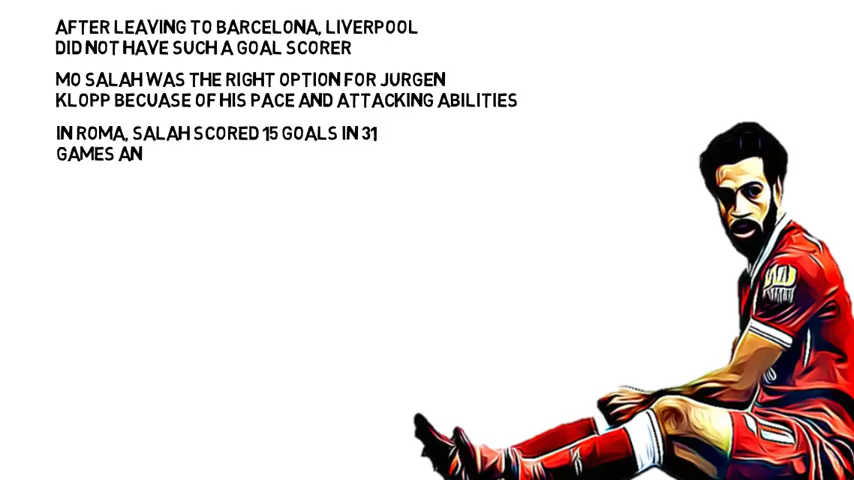 AFTER LEAVING TO BARCELONA, LIVERPOOL
DID NOT HAVE SUCH A GOAL SCORER
MO SALAH WAS THE RIGHT OPTION FOR JURGEN
KLOPP BECUASE OF HIS PACE AND ATTACKING ABILITIES
IN ROMA, SALAH SCORED 15 GOALS IN 31
GAMES AN